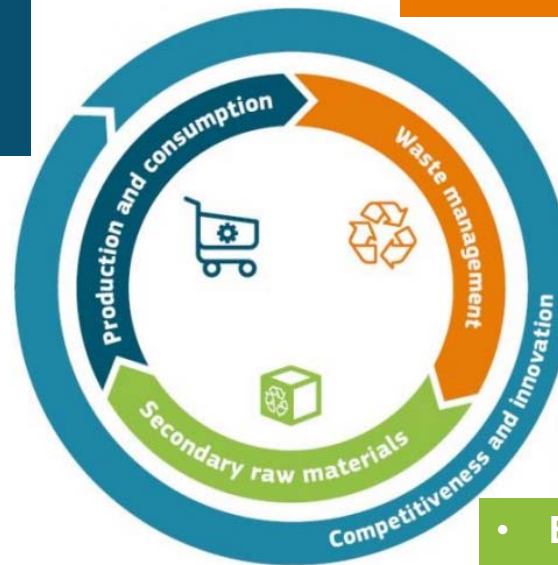 Production and consumption
Waste management
Secondary raw materials
Competitiveness and innovation
•